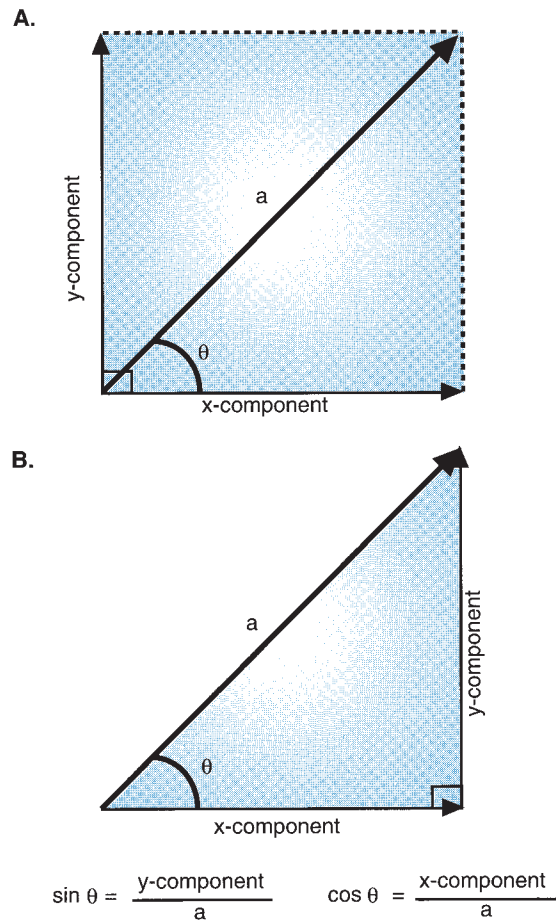 A.
y-component
a
θ
x-component
B.
a
y-component
θ
x-component
sin θ = y-component / a
cos θ = x-component / a